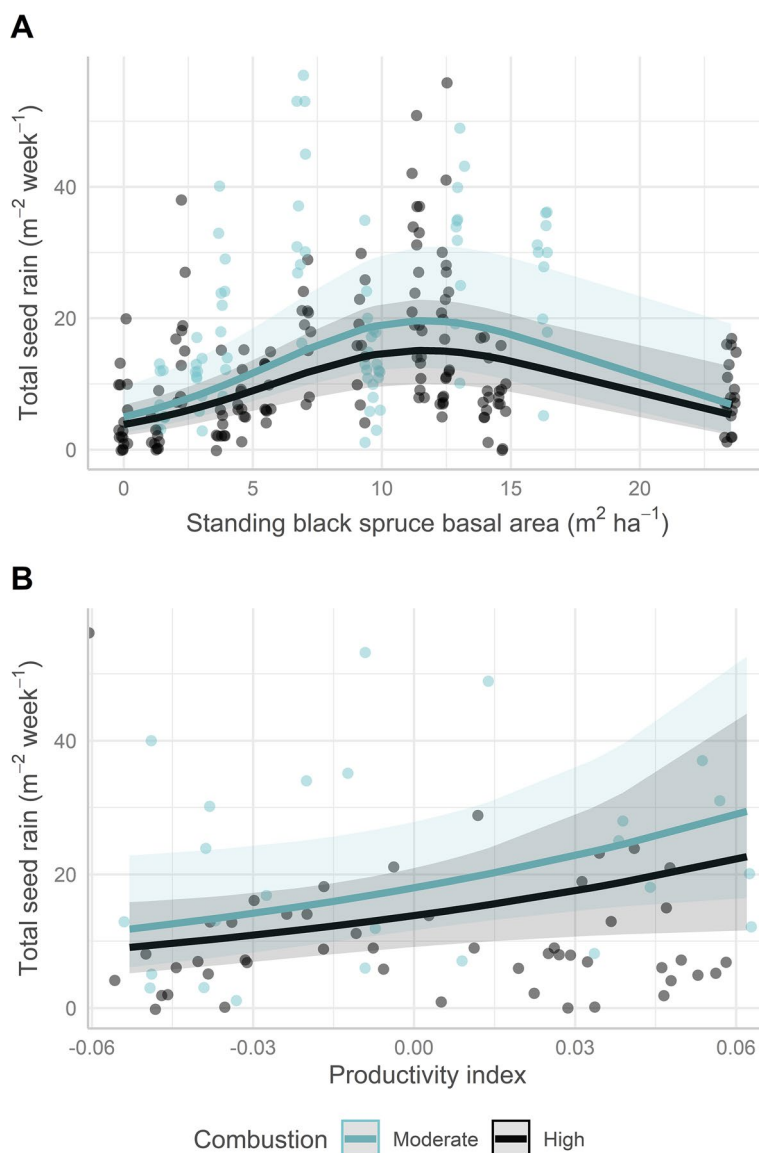 A
Total seed rain (m⁻² week⁻¹)
40
20
0
0 5 10 15 20
Standing black spruce basal area (m² ha⁻¹)
B
Total seed rain (m⁻² week⁻¹)
40
20
0
-0.06 -0.03 0.00 0.03 0.06
Productivity index
Combustion Moderate High